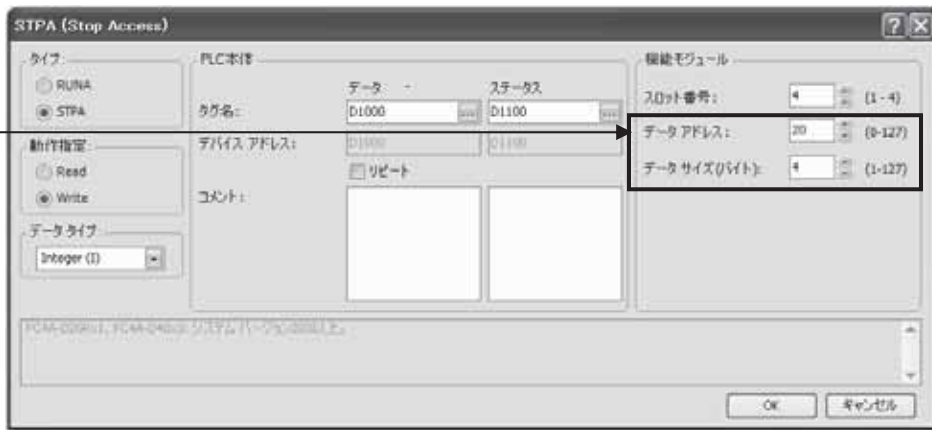 STPA (Stop Access)
タイプ
RUNA
STPA
動作指定
Read
Write
データ タイプ
Integer (I)
PLC本体
データ -
ステータス
タグ名:
D1000
D1100
デバイス アドレス:
D1000
D1100
リピート
コメント:
機能モジュール
スロット番号:
4
(1 - 4)
データ アドレス:
20
(0-127)
データ サイズ(バイト):
4
(1-127)
OK
キャンセル